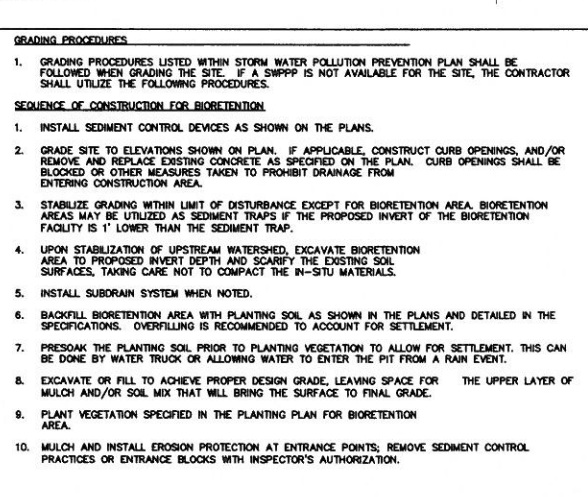 GRADING PROCEDURES
1. GRADING PROCEDURES LISTED WITHIN STORM WATER POLLUTION PREVENTION PLAN SHALL BE
FOLLOWED WHEN GRADING THE SITE. IF A SWPPP IS NOT AVAILABLE FOR THE SITE, THE CONTRACTOR
SHALL UTILIZE THE FOLLOWING PROCEDURES.
SEQUENCE OF CONSTRUCTION FOR BIORETENTION
1. INSTALL SEDIMENT CONTROL DEVICES AS SHOWN ON THE PLANS.
2. GRADE SITE TO ELEVATIONS SHOWN ON PLAN. IF APPLICABLE, CONSTRUCT CURB OPENINGS, AND/OR
REMOVE AND REPLACE EXISTING CONCRETE AS SPECIFIED ON THE PLAN. CURB OPENINGS SHALL BE
BLOCKED OR OTHER MEASURES TAKEN TO PROHIBIT DRAINAGE FROM
ENTERING CONSTRUCTION AREA.
3. STABILIZE GRADING WITHIN LIMIT OF DISTURBANCE EXCEPT FOR BIORETENTION AREA. BIORETENTION
AREAS MAY BE UTILIZED AS SEDIMENT TRAPS IF THE PROPOSED INVERT OF THE BIORETENTION
FACILITY IS 1' LOWER THAN THE SEDIMENT TRAP.
4. UPON STABILIZATION OF UPSTREAM WATERSHED, EXCAVATE BIORETENTION
AREA TO PROPOSED INVERT DEPTH AND SCARIFY THE EXISTING SOIL
SURFACES, TAKING CARE NOT TO COMPACT THE IN-SITU MATERIALS.
5. INSTALL SUBDRAIN SYSTEM WHEN NOTED.
6. BACKFILL BIORETENTION AREA WITH PLANTING SOIL AS SHOWN IN THE PLANS AND DETAILED IN THE
SPECIFICATIONS. OVERFILLING IS RECOMMENDED TO ACCOUNT FOR SETTLEMENT.
7. PRESOAK THE PLANTING SOIL PRIOR TO PLANTING VEGETATION TO ALLOW FOR SETTLEMENT. THIS CAN
BE DONE BY WATER TRUCK OR ALLOWING WATER TO ENTER THE PIT FROM A RAIN EVENT.
8. EXCAVATE OR FILL TO ACHIEVE PROPER DESIGN GRADE, LEAVING SPACE FOR THE UPPER LAYER OF
MULCH AND/OR SOIL MIX THAT WILL BRING THE SURFACE TO FINAL GRADE.
9. PLANT VEGETATION SPECIFIED IN THE PLANTING PLAN FOR BIORETENTION
AREA.
10. MULCH AND INSTALL EROSION PROTECTION AT ENTRANCE POINTS; REMOVE SEDIMENT CONTROL
PRACTICES OR ENTRANCE BLOCKS WITH INSPECTOR'S AUTHORIZATION.